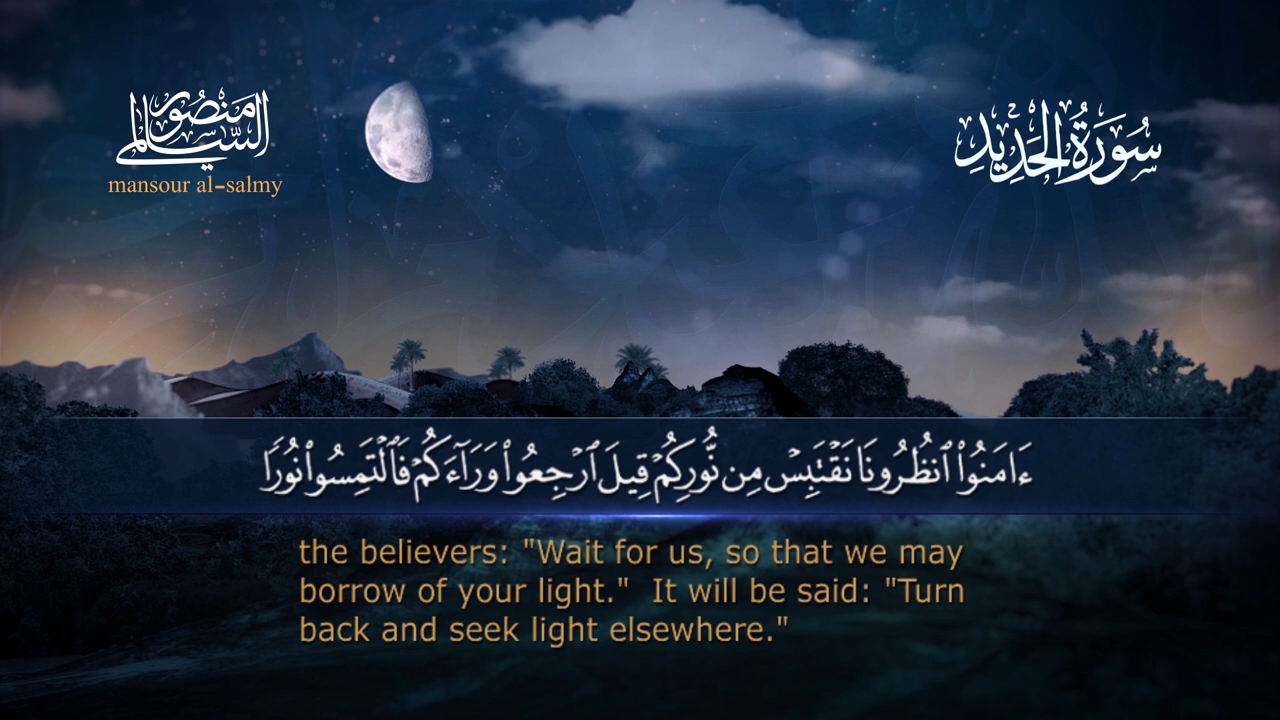 منصور السالمي
mansour al-salmy
سُورَةُ الحَدِيدِ
ءَامَنُواْ ٱنظُرُونَا نَقْتَبِسْ مِن نُّورِكُمْ قِيلَ ٱرْجِعُواْ وَرَآءَكُمْ فَٱلْتَمِسُواْ نُورًا
the believers: "Wait for us, so that we may
borrow of your light."  It will be said: "Turn
back and seek light elsewhere."